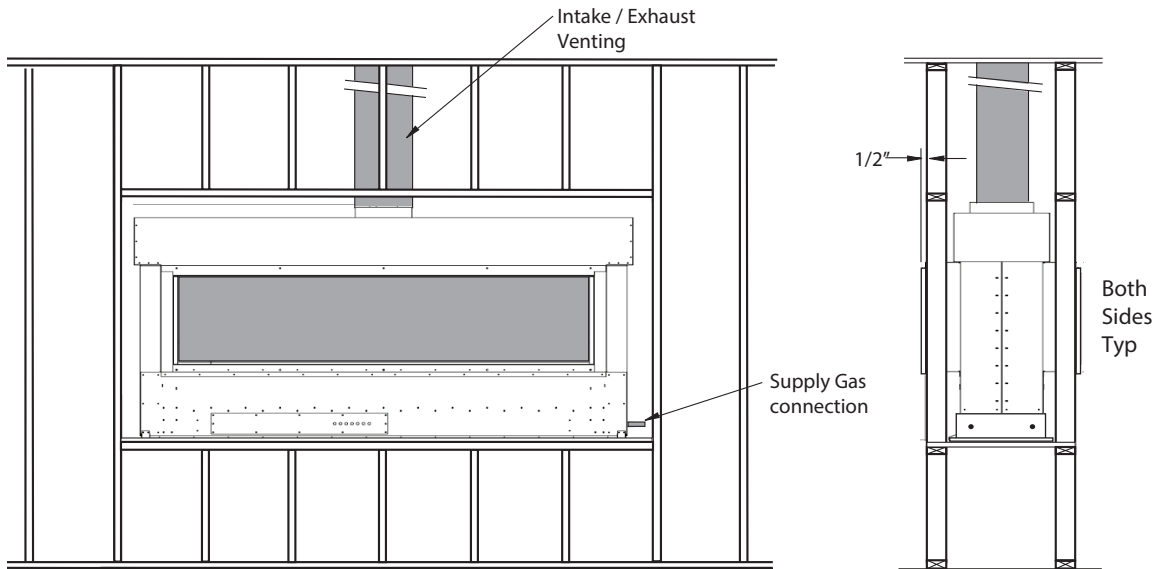 Intake / Exhaust
Venting
1/2"
Both
Sides
Typ
Supply Gas
connection